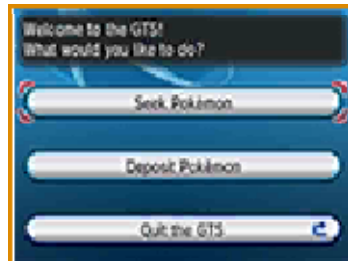 Welcome to the GTS!
What would you like to do?
Seek Pokémon
Deposit Pokémon
Quit the GTS